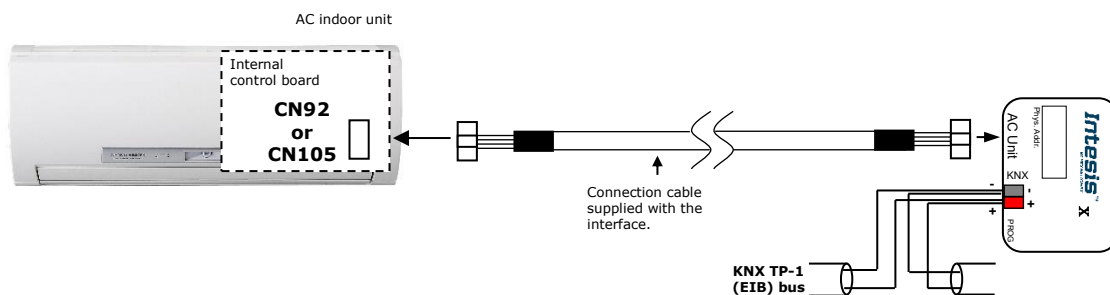 AC indoor unit
Internal
control board
CN92
or
CN105
Connection cable
supplied with the
interface.
Intesis™
AC Unit
Phys. Addr.
KNX
X
- -
+ +
PROG
KNX TP-1
(EIB) bus